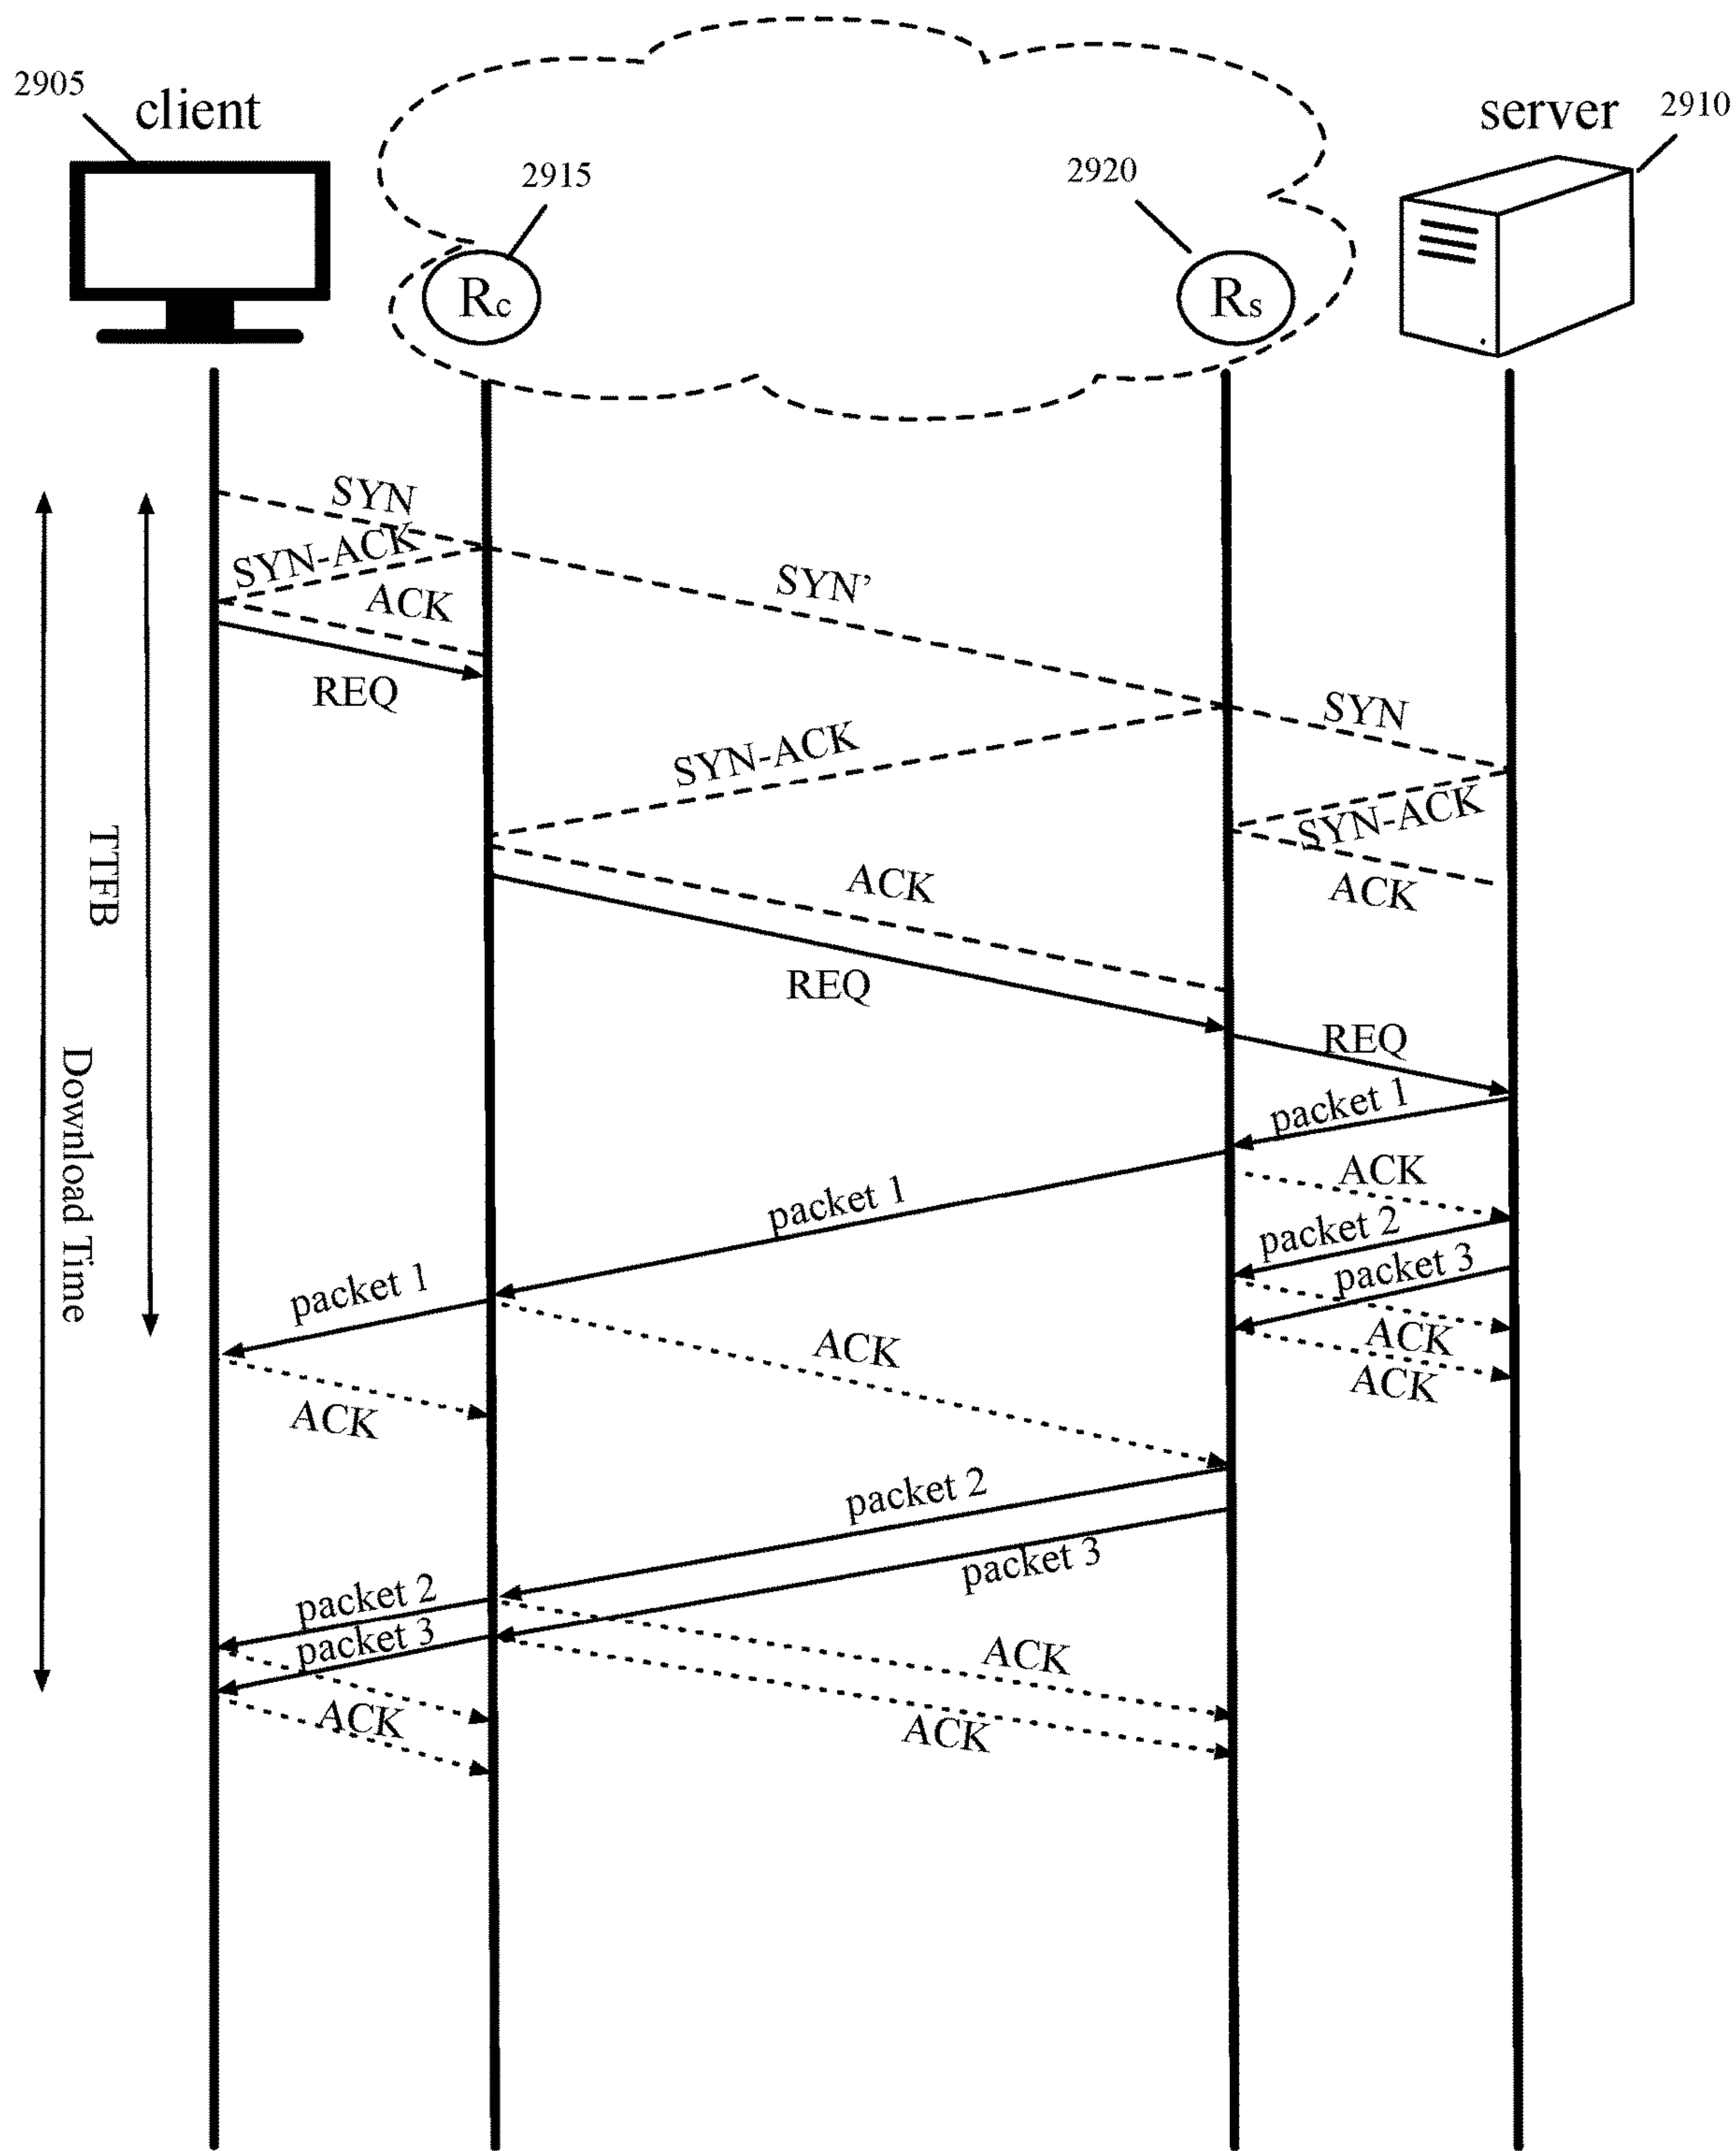 2905
client
server
2910
2915
2920
Rc
Rs
SYN
SYN-ACK
SYN’
ACK
REQ
SYN
SYN-ACK
SYN-ACK
TTFB
ACK
ACK
REQ
REQ
Download Time
packet 1
ACK
packet 1
packet 2
packet 3
packet 1
ACK
ACK
ACK
ACK
packet 2
packet 3
packet 2
packet 3
ACK
ACK
ACK